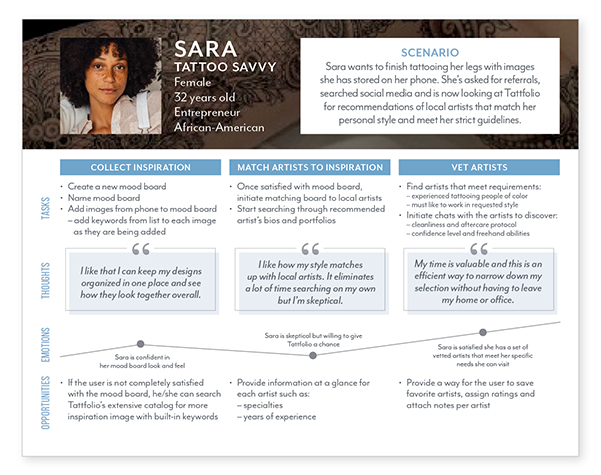 SARA
TATTOO SAVVY
Female
32 years old
Entrepreneur
African-American
SCENARIO
Sara wants to finish tattooing her legs with images
she has stored on her phone. She's asked for referrals,
searched social media and is now looking at Tattfolio
for recommendations of local artists that match her
personal style and meet her strict guidelines.
COLLECT INSPIRATION
MATCH ARTISTS TO INSPIRATION
VET ARTISTS
TASKS
• Create a new mood board
• Name mood board
• Add images from phone to mood board
– add keywords from list to each image
as they are being added
• Once satisfied with mood board,
initiate matching board to local artists
• Start searching through recommended
artist's bios and portfolios
• Find artists that meet requirements:
– experienced tattooing people of color
– must like to work in requested style
• Initiate chats with the artists to discover:
– cleanliness and aftercare protocol
– confidence level and freehand abilities
THOUGHTS
“
I like that I can keep my designs
organized in one place and see
how they look together overall.
“
I like how my style matches
up with local artists. It eliminates
a lot of time searching on my own
but I'm skeptical.
“
My time is valuable and this is an
efficient way to narrow down my
selection without having to leave
my home or office.
EMOTIONS
Sara is confident in
her mood board look and feel
Sara is skeptical but willing to give
Tattfolio a chance
Sara is satisfied she has a set of
vetted artists that meet her specific
needs she can visit
OPPORTUNITIES
• If the user is not completely satisfied
with the mood board, he/she can search
Tattfolio's extensive catalog for more
inspiration image with built-in keywords
• Provide information at a glance for
each artist such as:
– specialties
– years of experience
• Provide a way for the user to save
favorite artists, assign ratings and
attach notes per artist